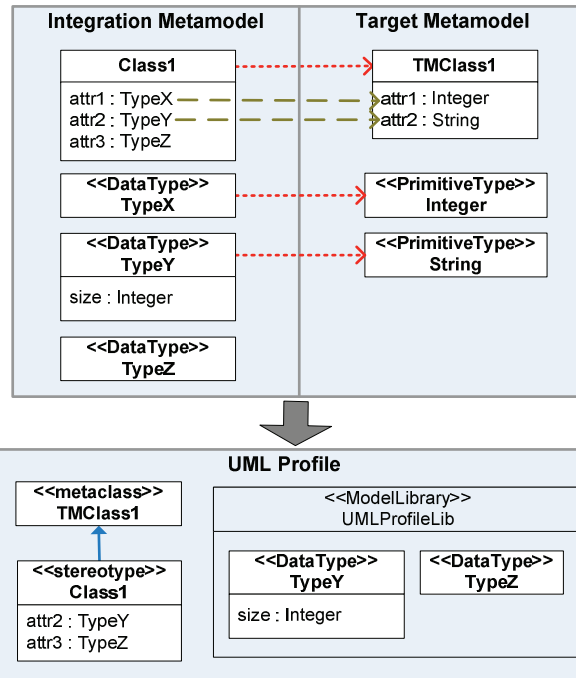 Integration Metamodel
Target Metamodel
Class1
attr1 : TypeX
attr2 : TypeY
attr3 : TypeZ
TMClass1
attr1 : Integer
attr2 : String
<<DataType>>
TypeX
<<PrimitiveType>>
Integer
<<DataType>>
TypeY
size : Integer
<<PrimitiveType>>
String
<<DataType>>
TypeZ
UML Profile
<<metaclass>>
TMClass1
<<stereotype>>
Class1
attr2 : TypeY
attr3 : TypeZ
<<ModelLibrary>>
UMLProfileLib
<<DataType>>
TypeY
size : Integer
<<DataType>>
TypeZ